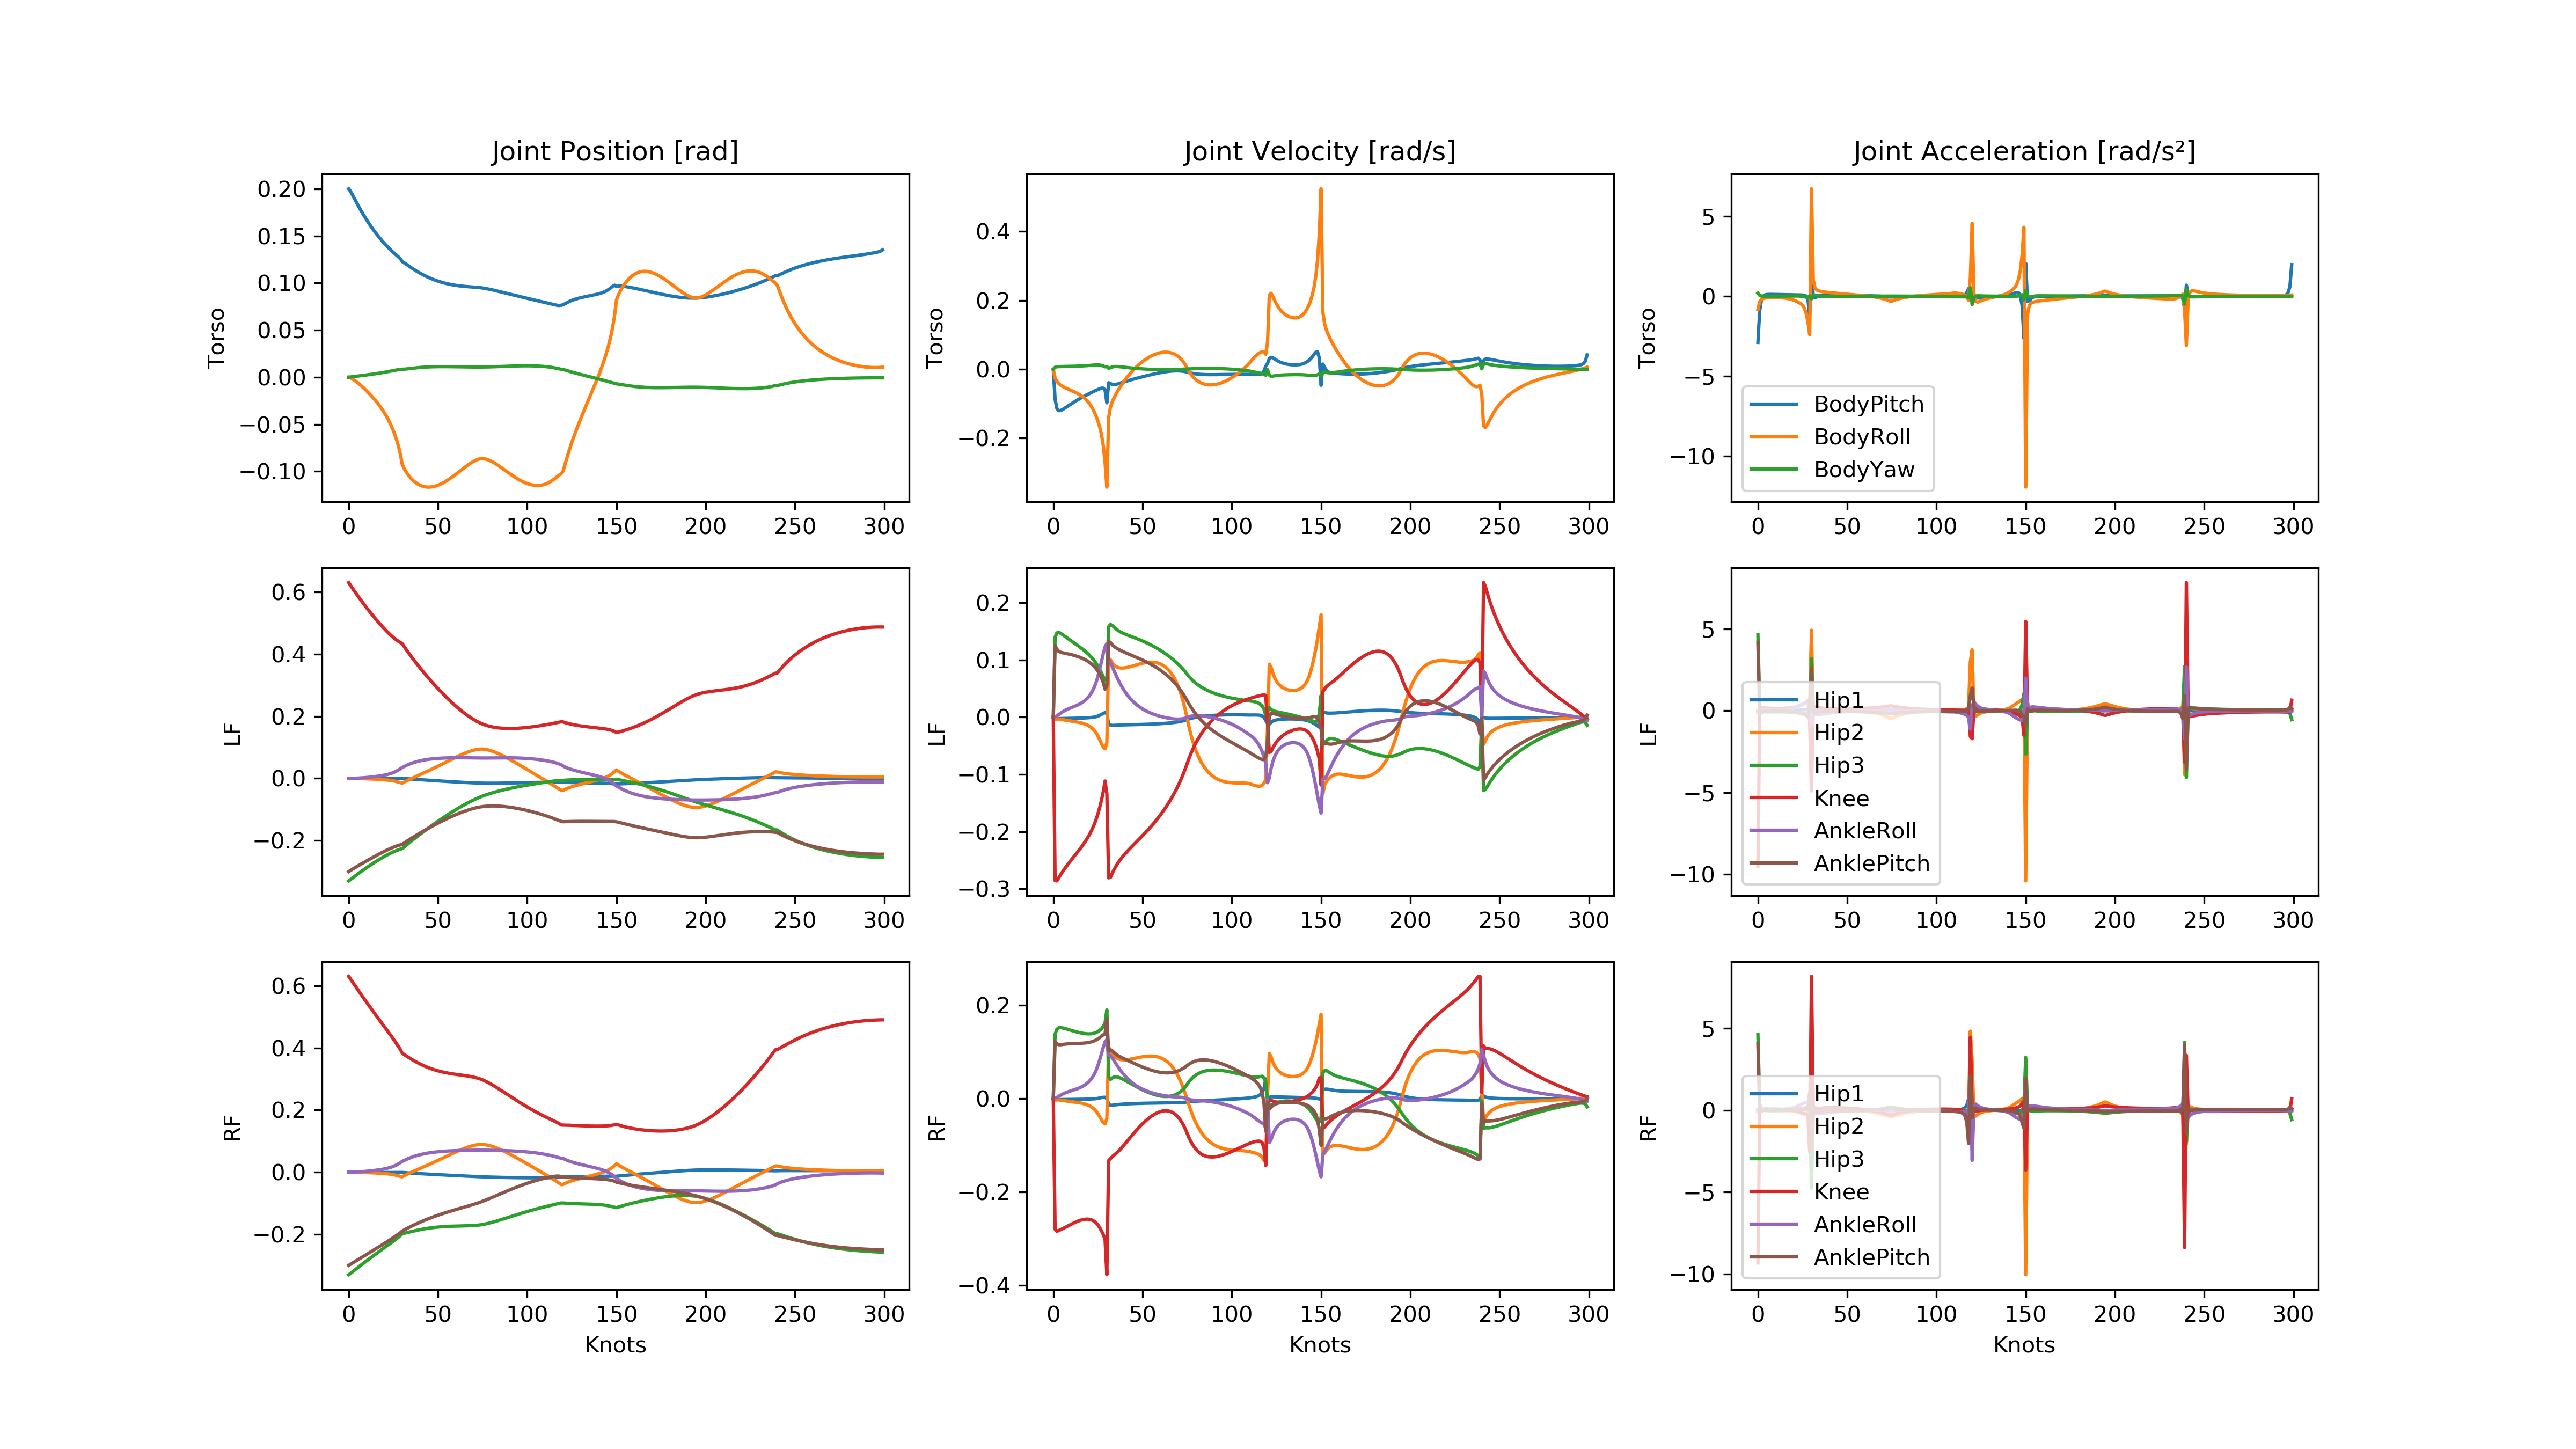 Joint Position [rad]
Joint Velocity [rad/s]
Joint Acceleration [rad/s²]
Torso
0.20
0.15
0.10
0.05
0.00
−0.05
−0.10
0 50 100 150 200 250 300
Torso
0.4
0.2
0.0
−0.2
0 50 100 150 200 250 300
Torso
5
0
−5
−10
BodyPitch
BodyRoll
BodyYaw
0 50 100 150 200 250 300
LF
0.6
0.4
0.2
0.0
−0.2
0 50 100 150 200 250 300
LF
0.2
0.1
0.0
−0.1
−0.2
−0.3
0 50 100 150 200 250 300
LF
5
0
−5
−10
Hip1
Hip2
Hip3
Knee
AnkleRoll
AnklePitch
0 50 100 150 200 250 300
RF
0.6
0.4
0.2
0.0
−0.2
0 50 100 150 200 250 300
Knots
RF
0.2
0.0
−0.2
−0.4
0 50 100 150 200 250 300
Knots
RF
5
0
−5
−10
Hip1
Hip2
Hip3
Knee
AnkleRoll
AnklePitch
0 50 100 150 200 250 300
Knots